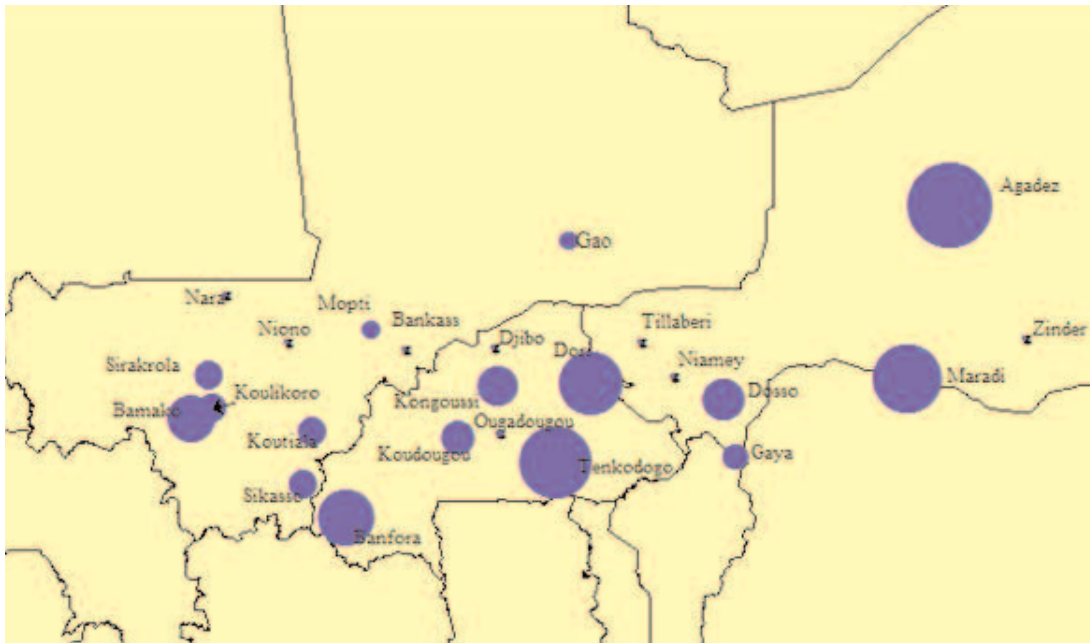 Agadez
Gao
Nara
Mopti
Bankass
Niono
Djibo
Tillaberi
Zinder
Dori
Niamey
Sirakrola
Maradi
Koulikoro
Kongoussi
Dosso
Bamako
Ougadougou
Koutiala
Koudougou
Gaya
Tenkodogo
Sikasso
Banfora